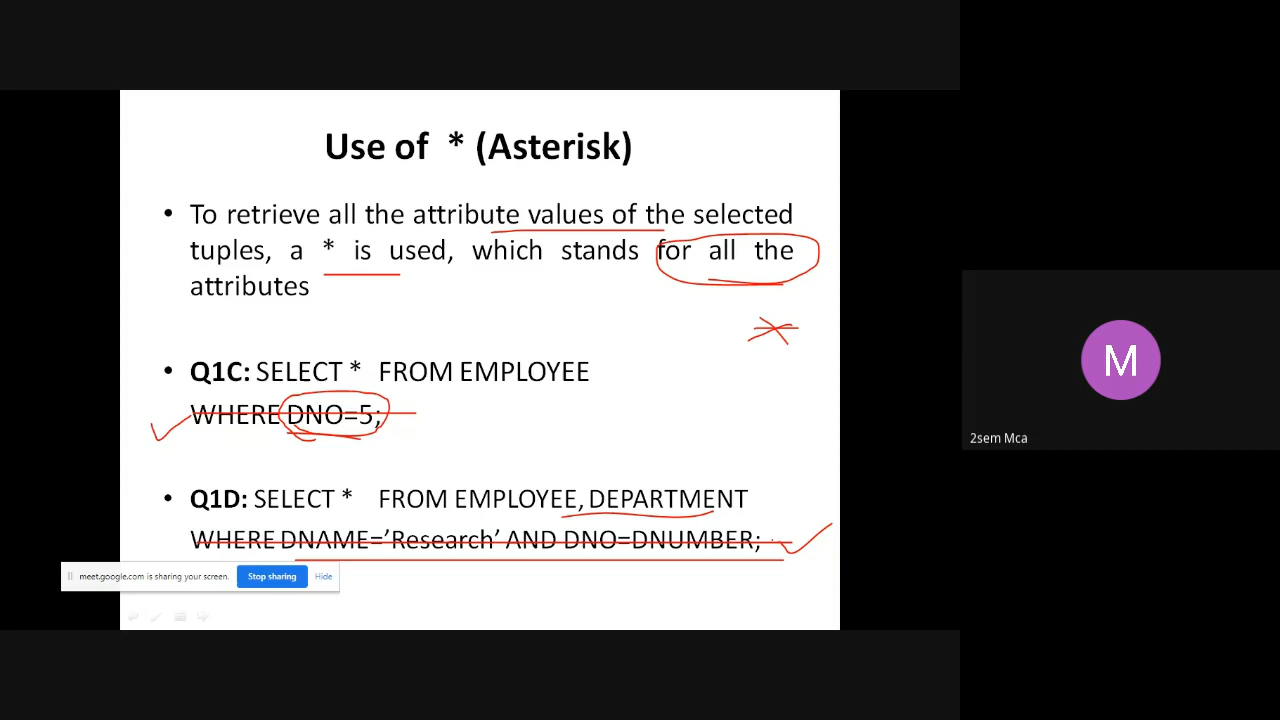 Use of * (Asterisk)
• To retrieve all the attribute values of the selected
tuples, a * is used, which stands for all the
attributes
• Q1C: SELECT * FROM EMPLOYEE
WHERE DNO=5;
• Q1D: SELECT * FROM EMPLOYEE, DEPARTMENT
WHERE DNAME=’Research’ AND DNO=DNUMBER;
meet.google.com is sharing your screen. Stop sharing Hide
M
2sem Mca